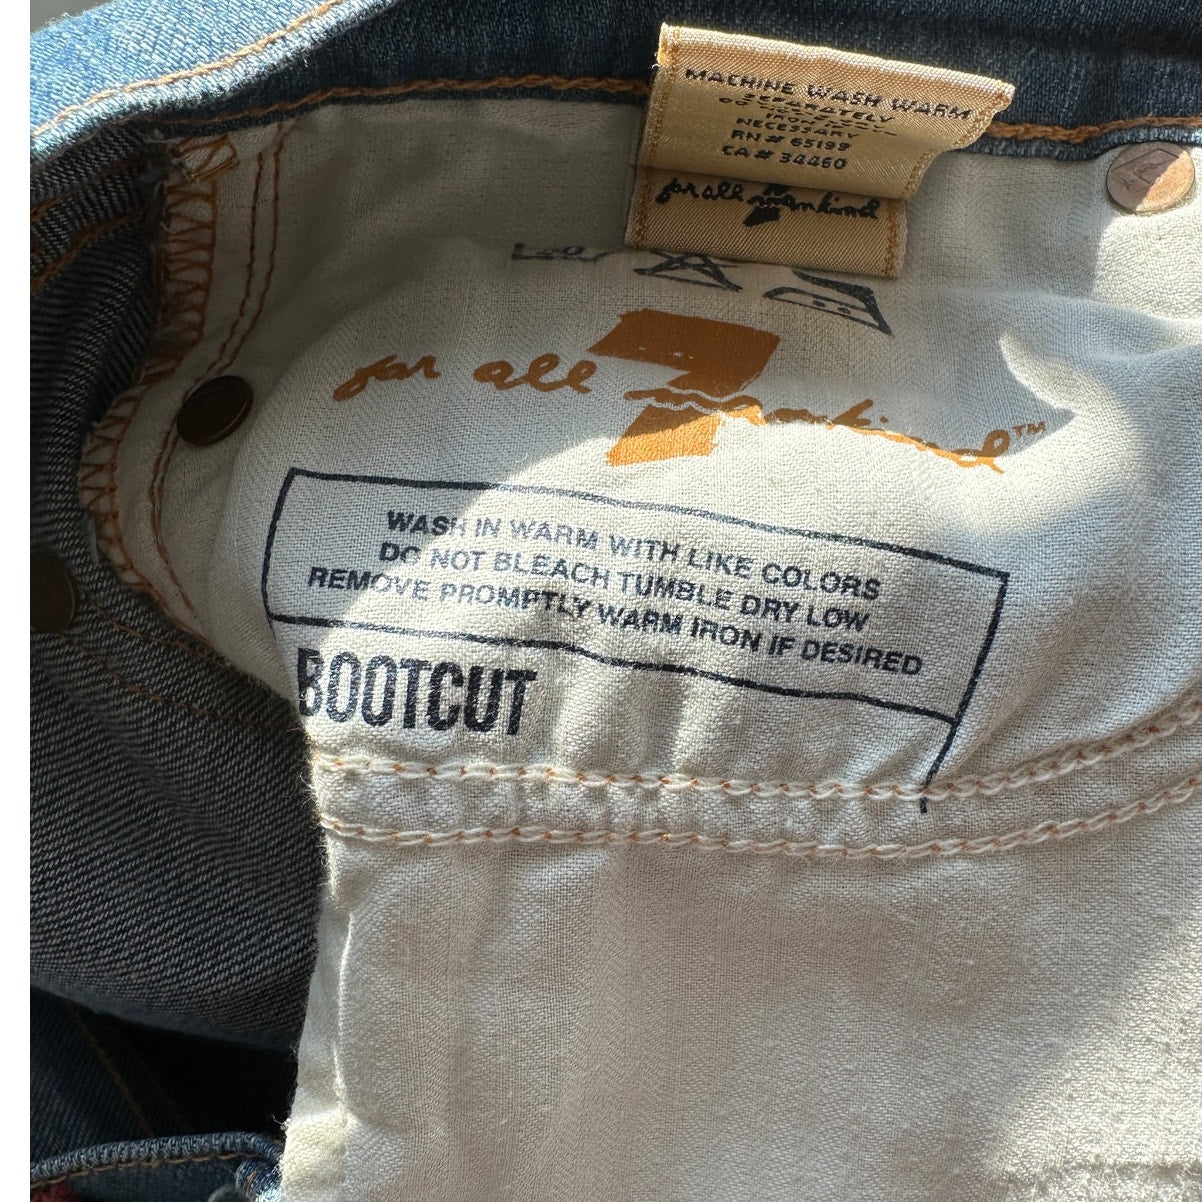 MACHINE WASH WARM
SEPARATELY
NECESSARY
RN # 65199
CA # 34460
for all 7 mankind
for all 7 mankind™
WASH IN WARM WITH LIKE COLORS
DO NOT BLEACH TUMBLE DRY LOW
REMOVE PROMPTLY WARM IRON IF DESIRED
BOOTCUT